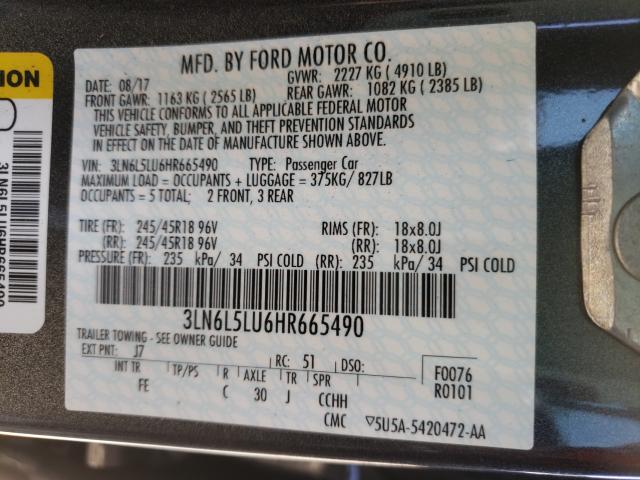 MFD. BY FORD MOTOR CO.
DATE: 08/17 GVWR: 2227 KG ( 4910 LB)
FRONT GAWR: 1163 KG ( 2565 LB) REAR GAWR: 1082 KG ( 2385 LB)
THIS VEHICLE CONFORMS TO ALL APPLICABLE FEDERAL MOTOR
VEHICLE SAFETY, BUMPER, AND THEFT PREVENTION STANDARDS
IN EFFECT ON THE DATE OF MANUFACTURE SHOWN ABOVE.
VIN: 3LN6L5LU6HR665490 TYPE: Passenger Car
MAXIMUM LOAD = OCCUPANTS + LUGGAGE = 375KG/ 827LB
OCCUPANTS = 5 TOTAL: 2 FRONT, 3 REAR
TIRE (FR): 245/45R18 96V RIMS (FR): 18x8.0J
(RR): 245/45R18 96V (RR): 18x8.0J
PRESSURE (FR): 235 kPa/ 34 PSI COLD (RR): 235 kPa/ 34 PSI COLD
3LN6L5LU6HR665490
TRAILER TOWING - SEE OWNER GUIDE
EXT PNT: J7 RC: 51 DSO: F0076
INT TR TP/PS R AXLE TR SPR R0101
FE C 30 J CCHH
CMC ▽5U5A-5420472-AA
TION
3LN6L5LU6HR665490